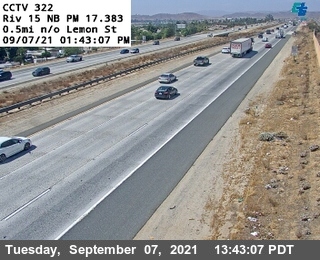 CCTV 322
Riv 15 NB PM 17.383
0.5mi n/o Lemon St
09/07/21 01:43:07 PM
Tuesday, September 07, 2021 13:43:07 PDT